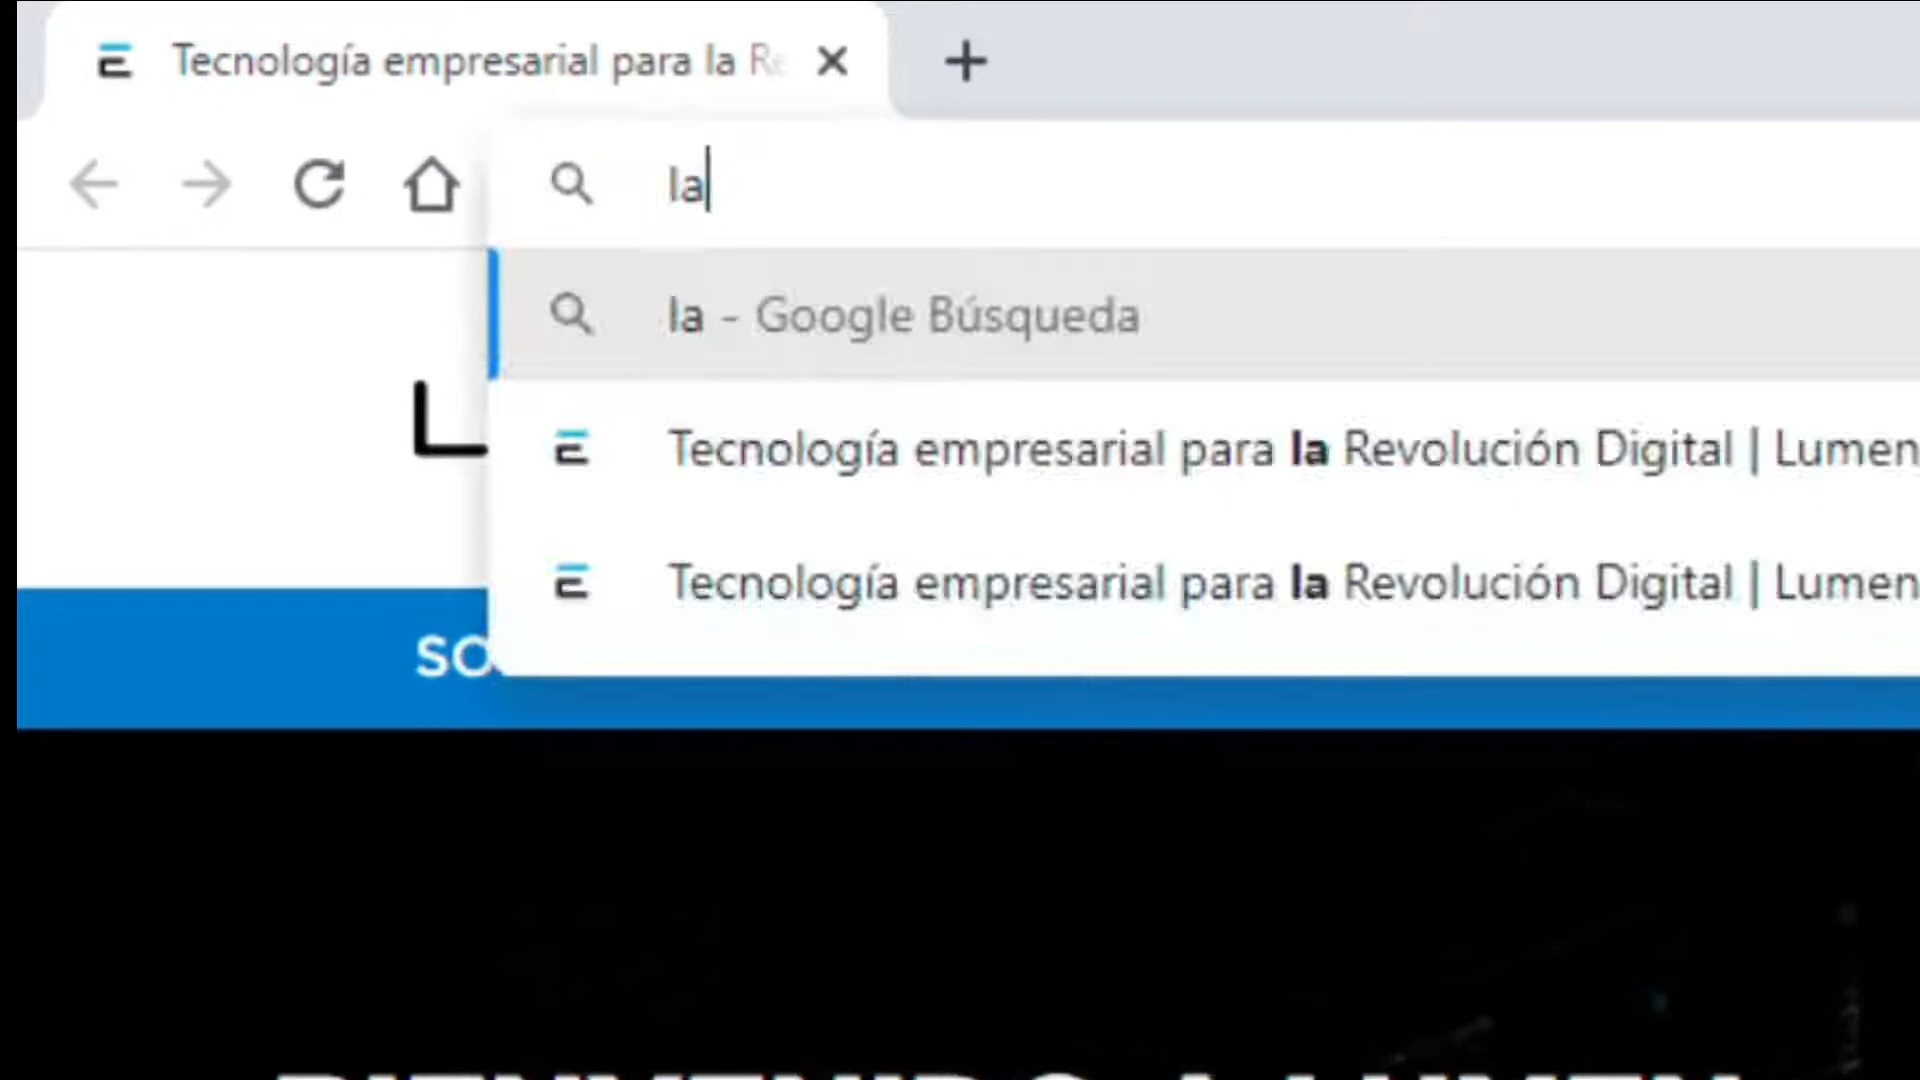 Tecnología empresarial para la Re
la
la - Google Búsqueda
Tecnología empresarial para la Revolución Digital | Lumen
Tecnología empresarial para la Revolución Digital | Lumen
SO